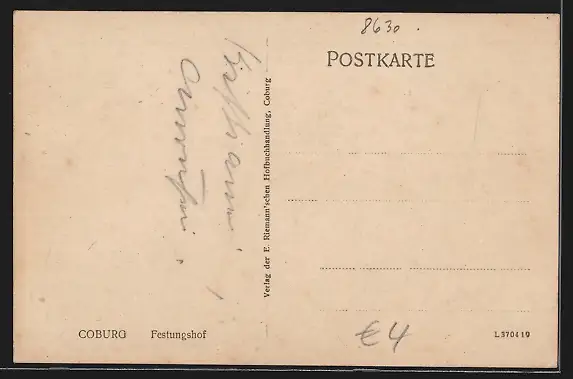 8630
POSTKARTE
Verlag der E. Riemann'schen Hofbuchhandlung, Coburg
COBURG Festungshof
€4
L 370419